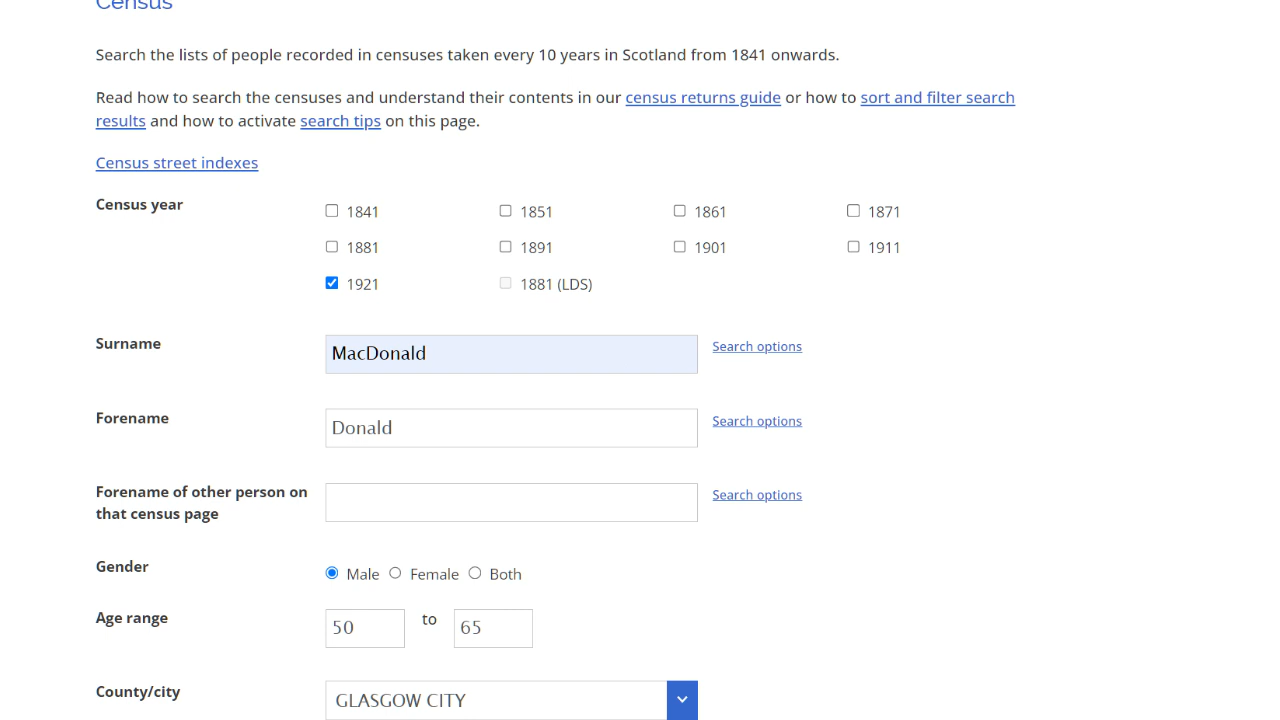 Census
Search the lists of people recorded in censuses taken every 10 years in Scotland from 1841 onwards.
Read how to search the censuses and understand their contents in our census returns guide or how to sort and filter search
results and how to activate search tips on this page.
Census street indexes
Census year
1841 1851 1861 1871
1881 1891 1901 1911
1921 1881 (LDS)
Surname MacDonald Search options
Forename Donald Search options
Forename of other person on Search options
that census page
Gender Male Female Both
Age range 50 to 65
County/city GLASGOW CITY